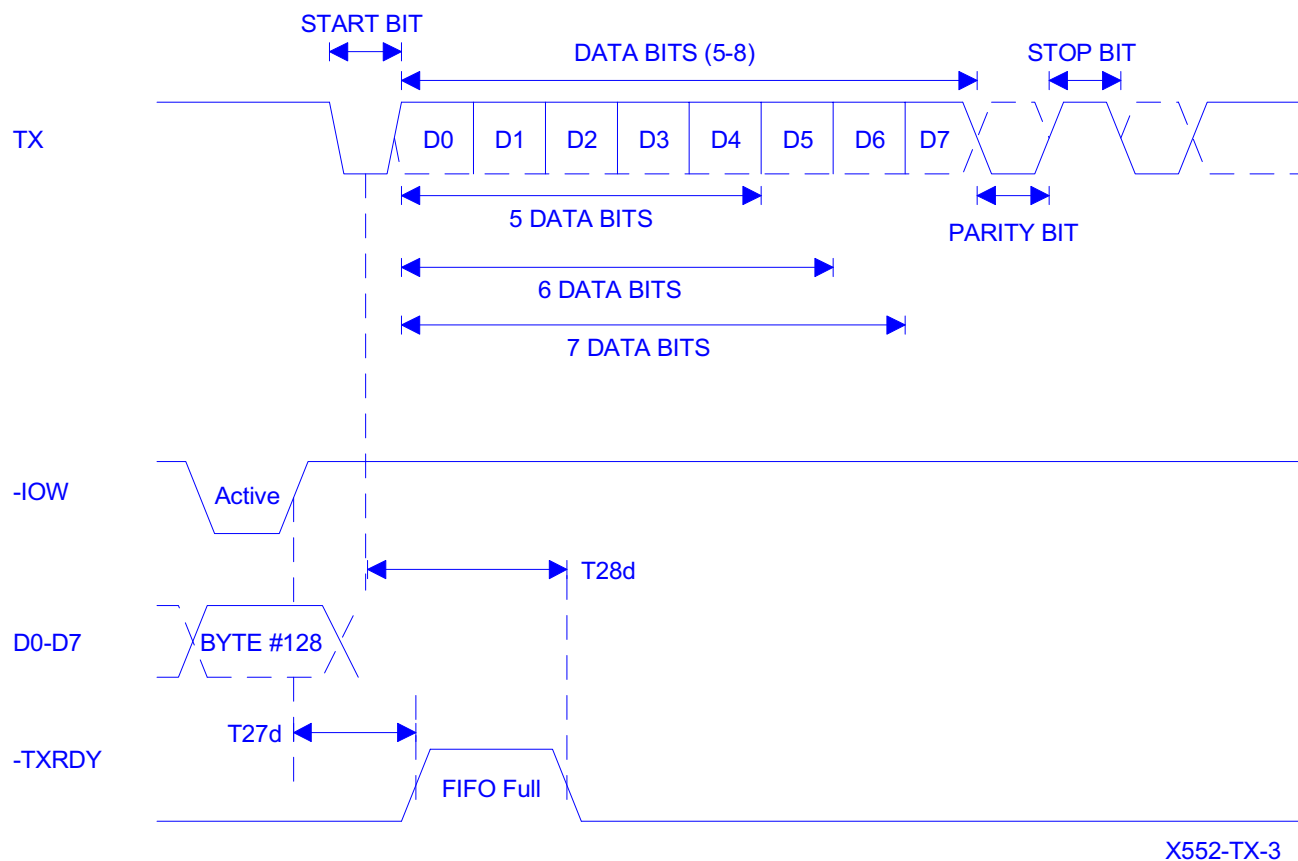 START BIT
DATA BITS (5-8)
STOP BIT
TX
D0 D1 D2 D3 D4 D5 D6 D7
5 DATA BITS
PARITY BIT
6 DATA BITS
7 DATA BITS
-IOW
Active
T28d
D0-D7
BYTE #128
T27d
-TXRDY
FIFO Full
X552-TX-3